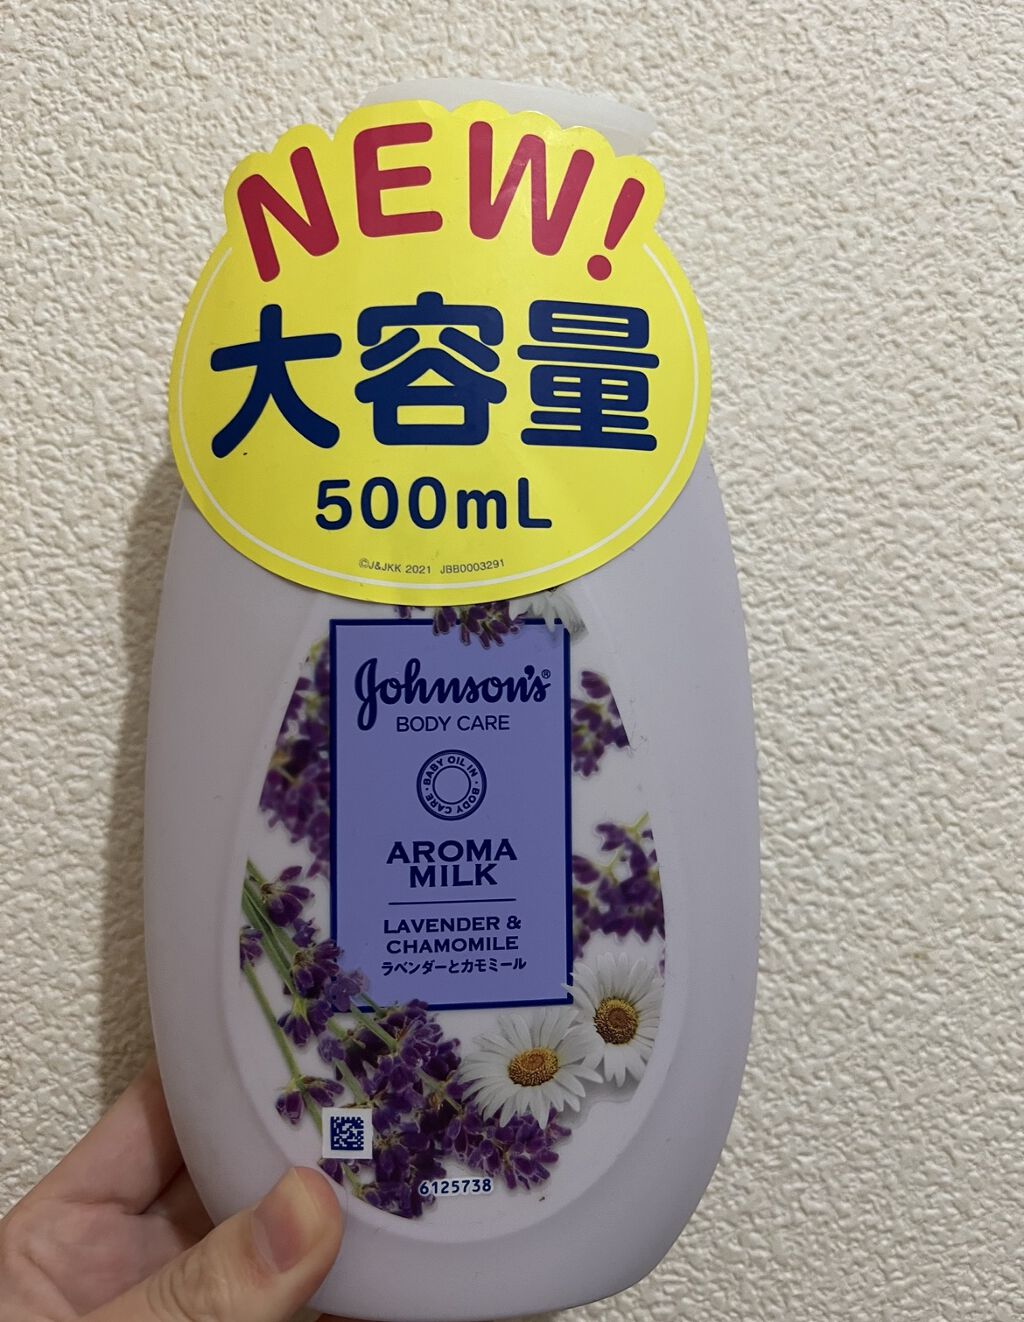 NEW!
大容量
500mL
©J&JKK 2021 JBB0003291
Johnson's®
BODY CARE
BABY OIL IN · BODY CARE ·
AROMA
MILK
LAVENDER &
CHAMOMILE
ラベンダーとカモミール
6125738